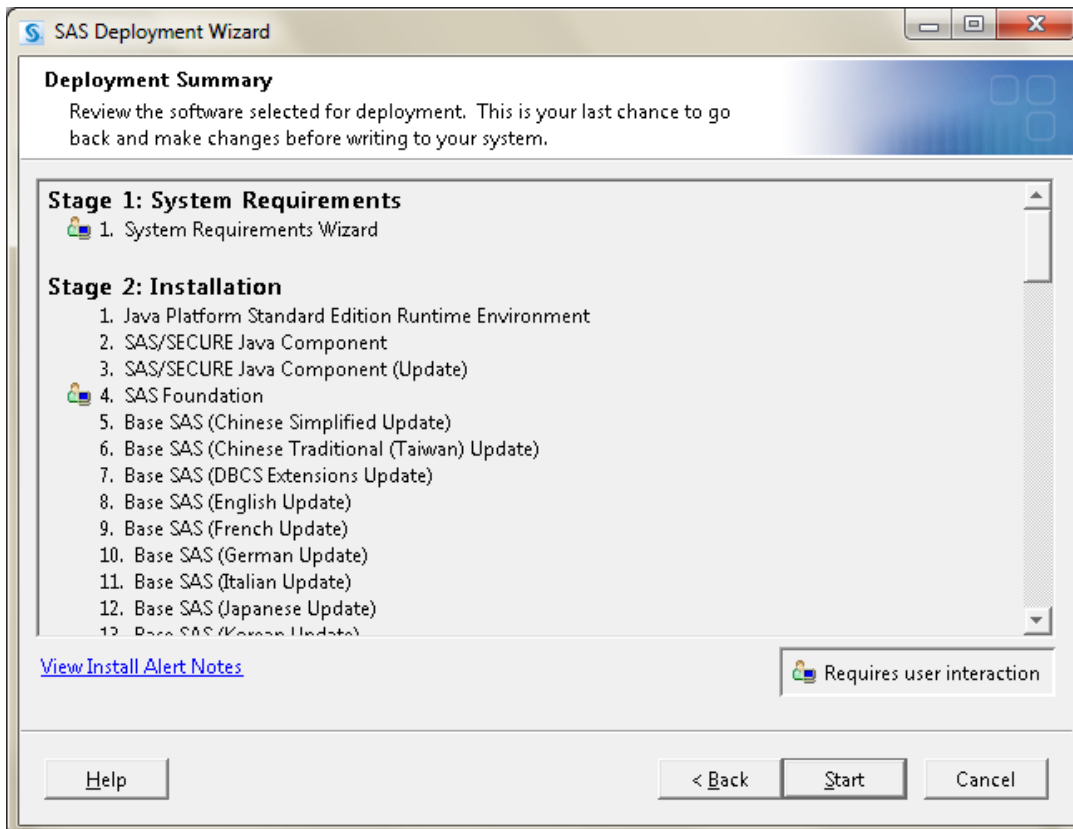 SAS Deployment Wizard
Deployment Summary
Review the software selected for deployment. This is your last chance to go
back and make changes before writing to your system.
Stage 1: System Requirements
1. System Requirements Wizard
Stage 2: Installation
1. Java Platform Standard Edition Runtime Environment
2. SAS/SECURE Java Component
3. SAS/SECURE Java Component (Update)
4. SAS Foundation
5. Base SAS (Chinese Simplified Update)
6. Base SAS (Chinese Traditional (Taiwan) Update)
7. Base SAS (DBCS Extensions Update)
8. Base SAS (English Update)
9. Base SAS (French Update)
10. Base SAS (German Update)
11. Base SAS (Italian Update)
12. Base SAS (Japanese Update)
13. Base SAS (Korean Update)
View Install Alert Notes
Requires user interaction
Help
< Back
Start
Cancel